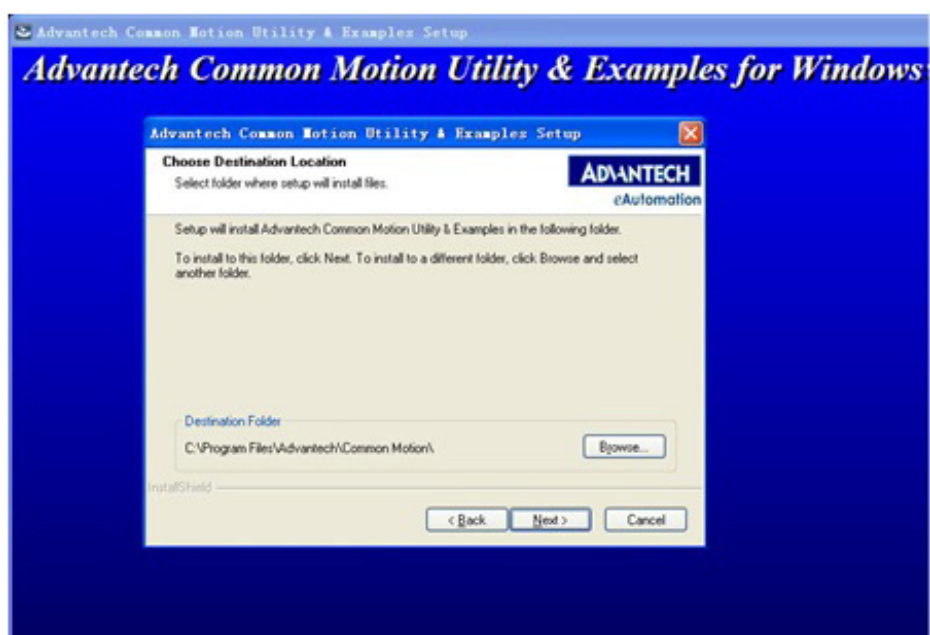 Advantech Common Motion Utility & Examples Setup
Advantech Common Motion Utility & Examples for Windows
Advantech Common Motion Utility & Examples Setup
Choose Destination Location
Select folder where setup will install files.
ADVANTECH
eAutomation
Setup will install Advantech Common Motion Utility & Examples in the following folder.
To install to this folder, click Next. To install to a different folder, click Browse and select
another folder.
Destination Folder
C:\Program Files\Advantech\Common Motion\
Browse...
InstallShield
< Back
Next >
Cancel